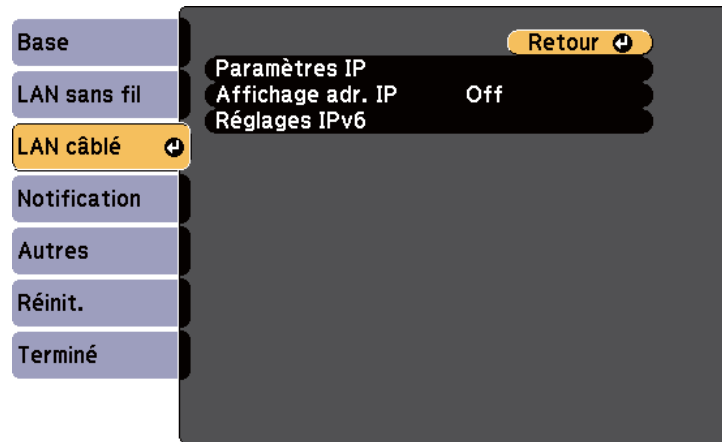 Base
LAN sans fil
LAN câblé
Notification
Autres
Réinit.
Terminé
Retour
Paramètres IP
Affichage adr. IP Off
Réglages IPv6